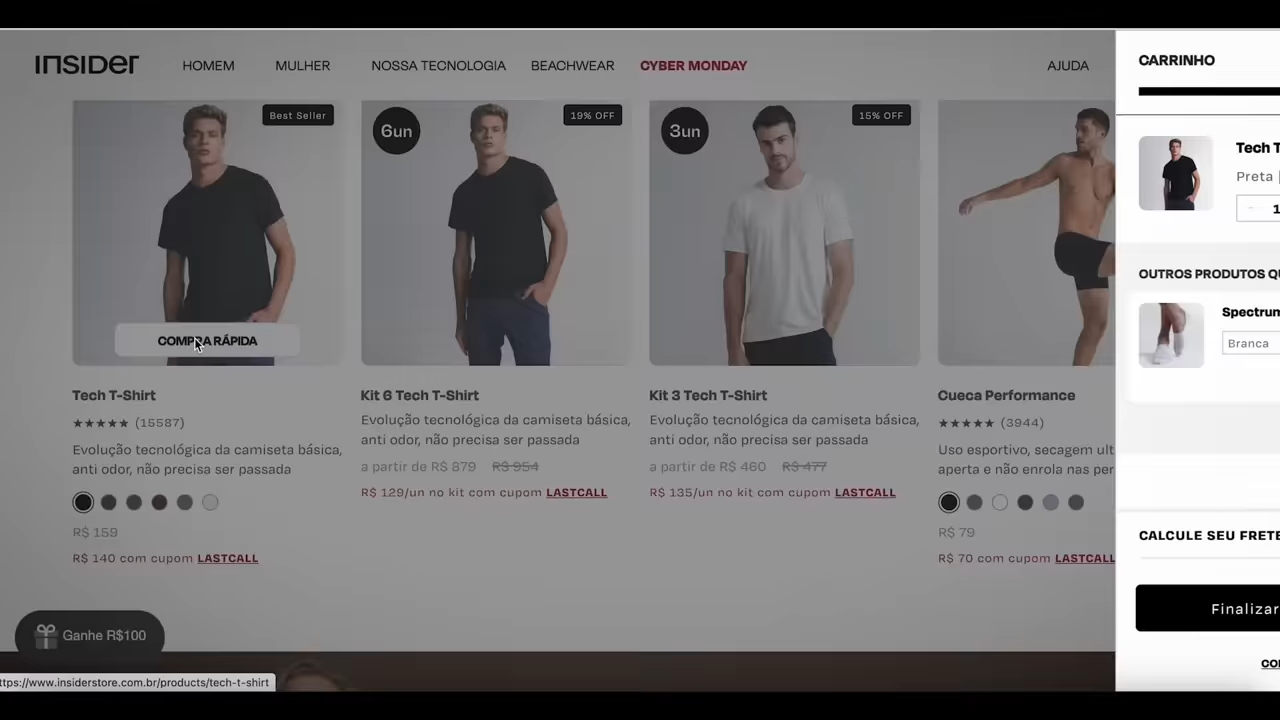 INSIDER
HOMEM
MULHER
NOSSA TECNOLOGIA
BEACHWEAR
CYBER MONDAY
AJUDA
Best Seller
COMPRA RÁPIDA
Tech T-Shirt
★★★★★ (15587)
Evolução tecnológica da camiseta básica,
anti odor, não precisa ser passada
R$ 159
R$ 140 com cupom LASTCALL
6un
19% OFF
Kit 6 Tech T-Shirt
Evolução tecnológica da camiseta básica,
anti odor, não precisa ser passada
a partir de R$ 879 R$ 954
R$ 129/un no kit com cupom LASTCALL
3un
15% OFF
Kit 3 Tech T-Shirt
Evolução tecnológica da camiseta básica,
anti odor, não precisa ser passada
a partir de R$ 460 R$ 477
R$ 135/un no kit com cupom LASTCALL
Cueca Performance
★★★★★ (3944)
Uso esportivo, secagem ult
aperta e não enrola nas per
R$ 79
R$ 70 com cupom LASTCALL
CARRINHO
Tech T
Preta
1
OUTROS PRODUTOS QU
Spectrum
Branca
CALCULE SEU FRETE
Finalizar
CO
Ganhe R$100
ttps://www.insiderstore.com.br/products/tech-t-shirt